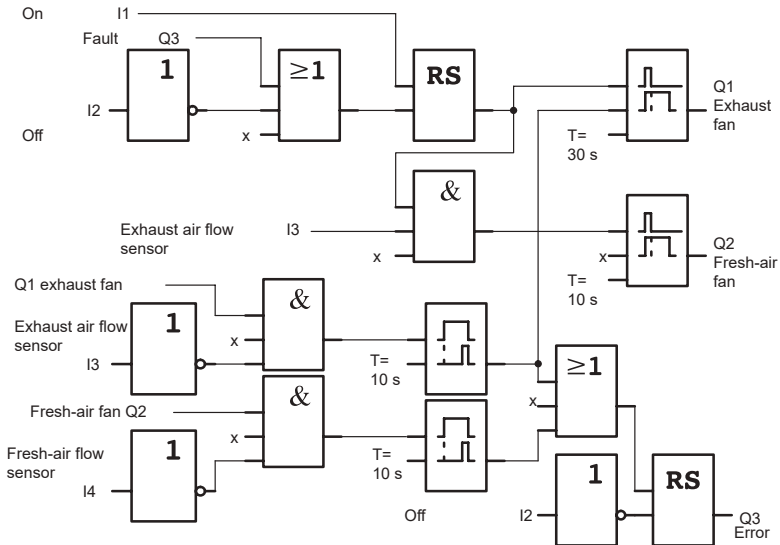 On I1
Fault Q3
1
≥1
RS
I2
Off
x
Q1
Exhaust
fan
T=
30 s
&
Exhaust air flow
sensor
I3
x
Q2
Fresh-air
fan
x
T=
10 s
Q1 exhaust fan
&
Exhaust air flow
sensor
1
x
I3
T=
10 s
≥1
Fresh-air fan Q2
&
x
Fresh-air flow
sensor
1
x
T=
10 s
I4
Off
I2
1
RS
Q3
Error